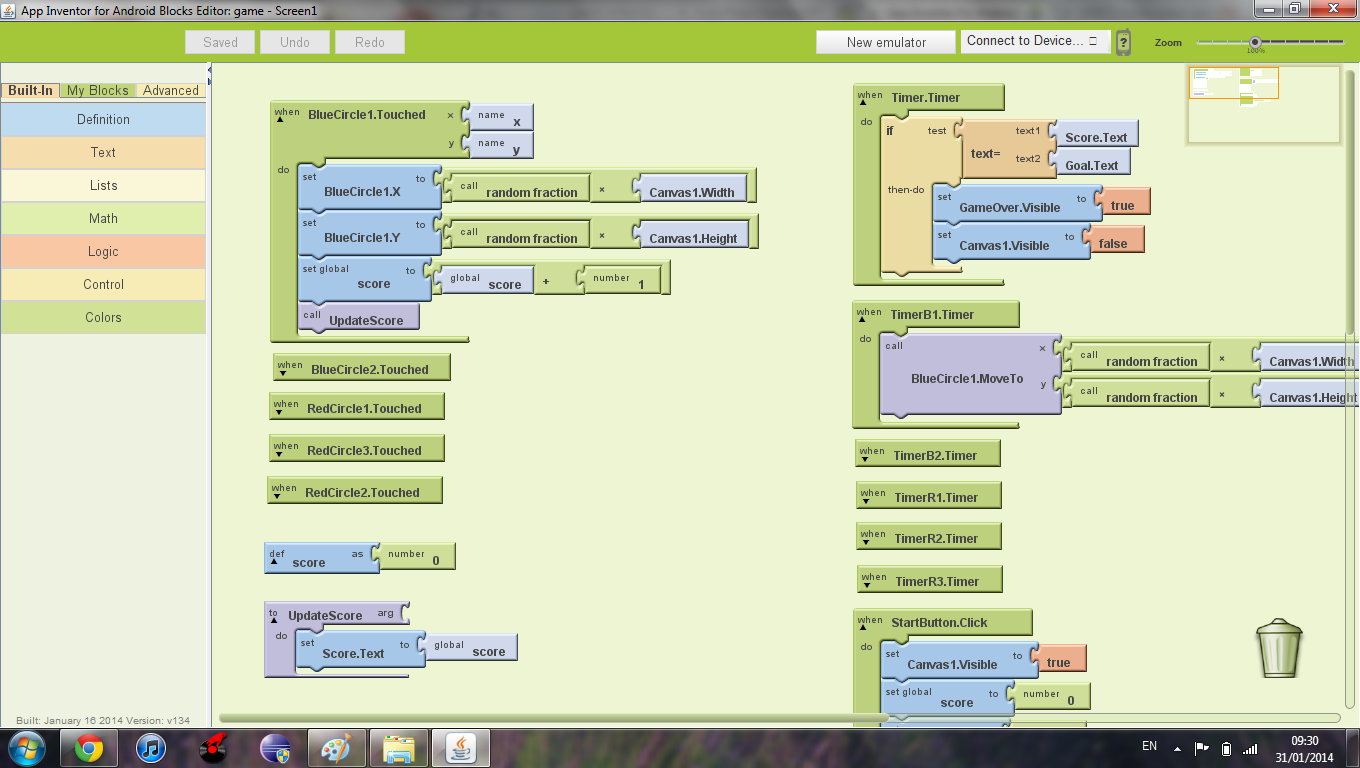 App Inventor for Android Blocks Editor: game - Screen1
Saved Undo Redo New emulator Connect to Device... ? Zoom 100%
Built-In My Blocks Advanced
Definition
Text
Lists
Math
Logic
Control
Colors
Built: January 16 2014 Version: v134
when BlueCircle1.Touched x name x
y name y
do
set BlueCircle1.X to call random fraction × Canvas1.Width
set BlueCircle1.Y to call random fraction × Canvas1.Height
set global score to global score + number 1
call UpdateScore
when BlueCircle2.Touched
when RedCircle1.Touched
when RedCircle3.Touched
when RedCircle2.Touched
def score as number 0
to UpdateScore arg
do set Score.Text to global score
when Timer.Timer
do if test text= text1 Score.Text
text2 Goal.Text
then-do set GameOver.Visible to true
set Canvas1.Visible to false
when TimerB1.Timer
do call BlueCircle1.MoveTo x call random fraction × Canvas1.Width
y call random fraction × Canvas1.Height
when TimerB2.Timer
when TimerR1.Timer
when TimerR2.Timer
when TimerR3.Timer
when StartButton.Click
do set Canvas1.Visible to true
set global score to number 0
EN 09:30
31/01/2014